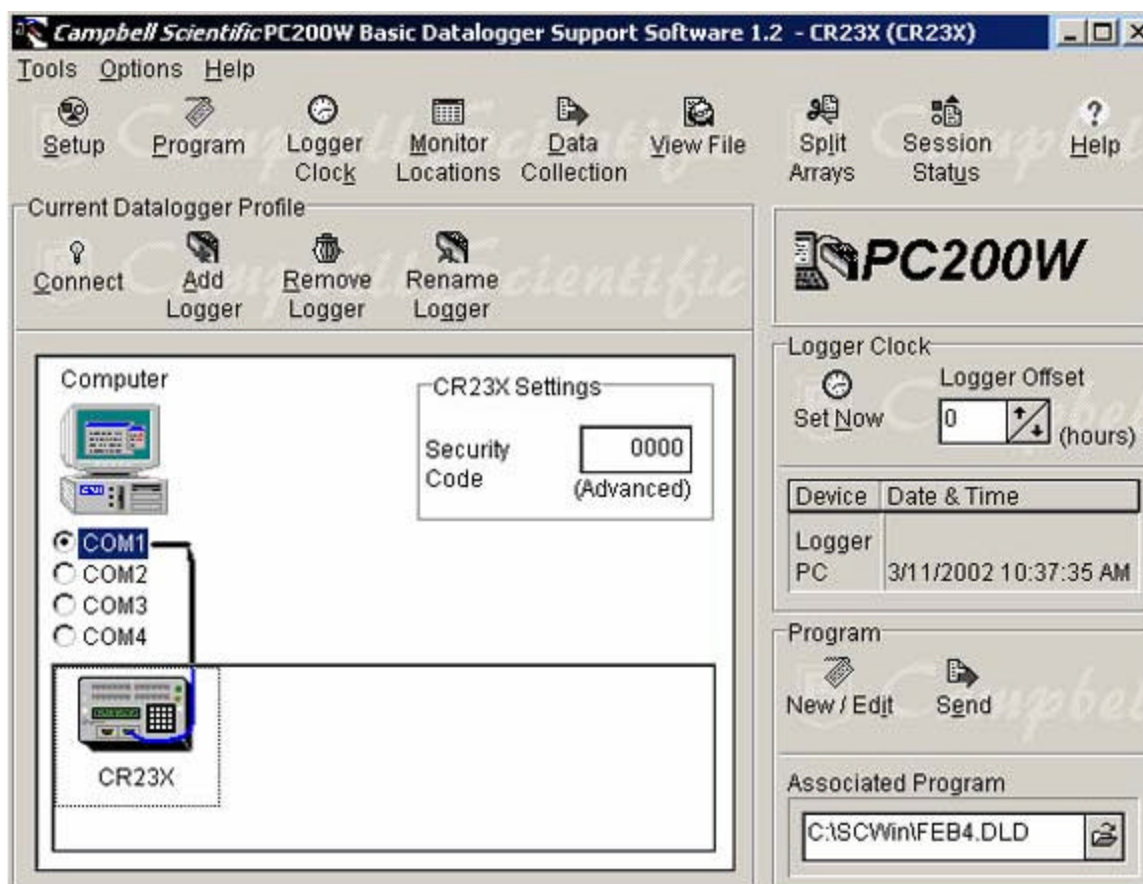 Campbell Scientific PC200W Basic Datalogger Support Software 1.2 - CR23X (CR23X)
Tools Options Help
Setup
Program
Logger
Clock
Monitor
Locations
Data
Collection
View File
Split
Arrays
Session
Status
Help
Current Datalogger Profile
Connect
Add
Logger
Remove
Logger
Rename
Logger
PC200W
Computer
CR23X Settings
Security
Code
0000
(Advanced)
COM1
COM2
COM3
COM4
CR23X
Logger Clock
Set Now
Logger Offset
0
(hours)
Device Date & Time
Logger
PC 3/11/2002 10:37:35 AM
Program
New / Edit
Send
Associated Program
C:\SCWin\FEB4.DLD